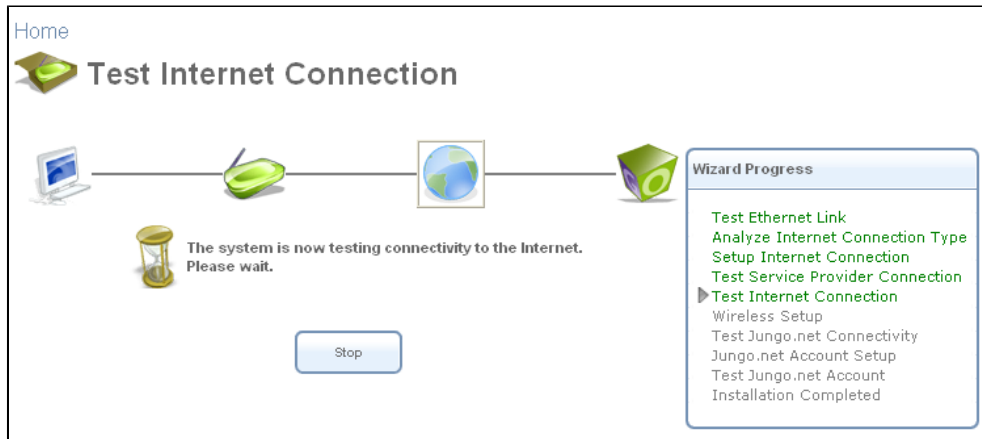 Home
Test Internet Connection
The system is now testing connectivity to the Internet.
Please wait.
Stop
Wizard Progress
Test Ethernet Link
Analyze Internet Connection Type
Setup Internet Connection
Test Service Provider Connection
Test Internet Connection
Wireless Setup
Test Jungo.net Connectivity
Jungo.net Account Setup
Test Jungo.net Account
Installation Completed